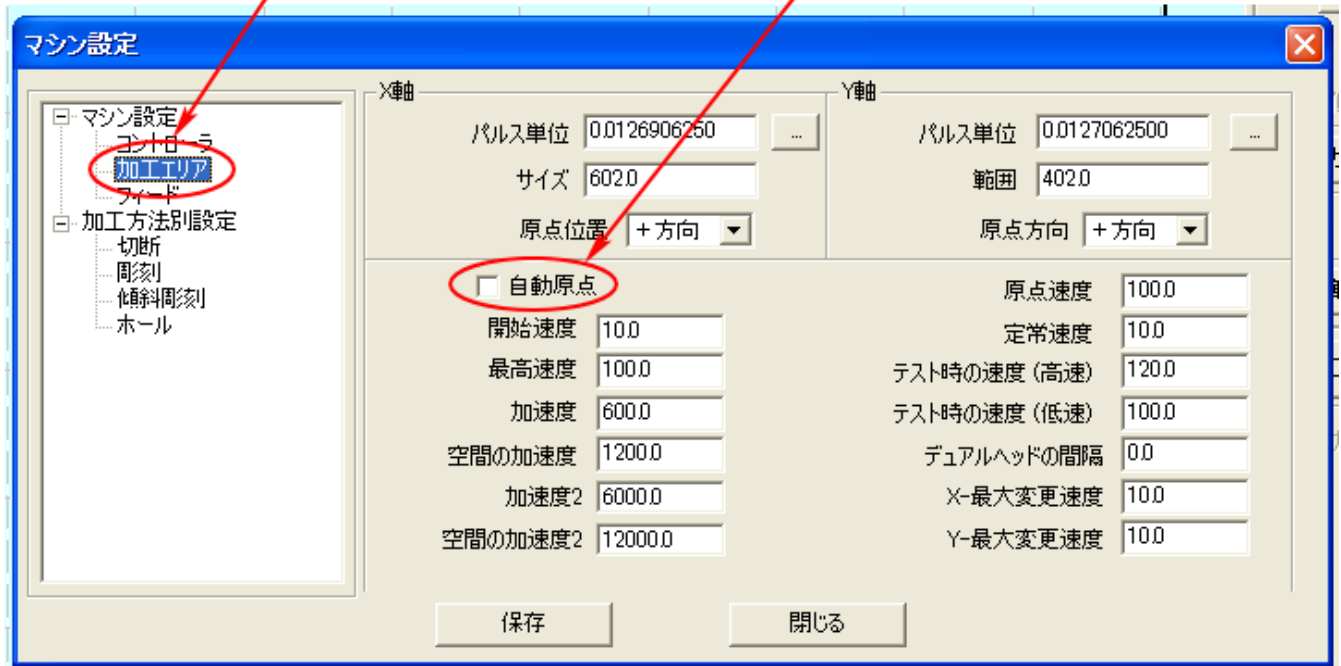 マシン設定
マシン設定
コントローラ
加工エリア
フィード
加工方法別設定
切断
彫刻
傾斜彫刻
ホール
X軸
パルス単位 0.0126906250 ...
サイズ 602.0
原点位置 +方向
Y軸
パルス単位 0.0127062500 ...
範囲 402.0
原点方向 +方向
自動原点
開始速度 10.0
最高速度 100.0
加速度 600.0
空間の加速度 1200.0
加速度2 6000.0
空間の加速度2 12000.0
原点速度 100.0
定常速度 10.0
テスト時の速度 (高速) 120.0
テスト時の速度 (低速) 100.0
デュアルヘッドの間隔 0.0
X-最大変更速度 10.0
Y-最大変更速度 10.0
保存 閉じる